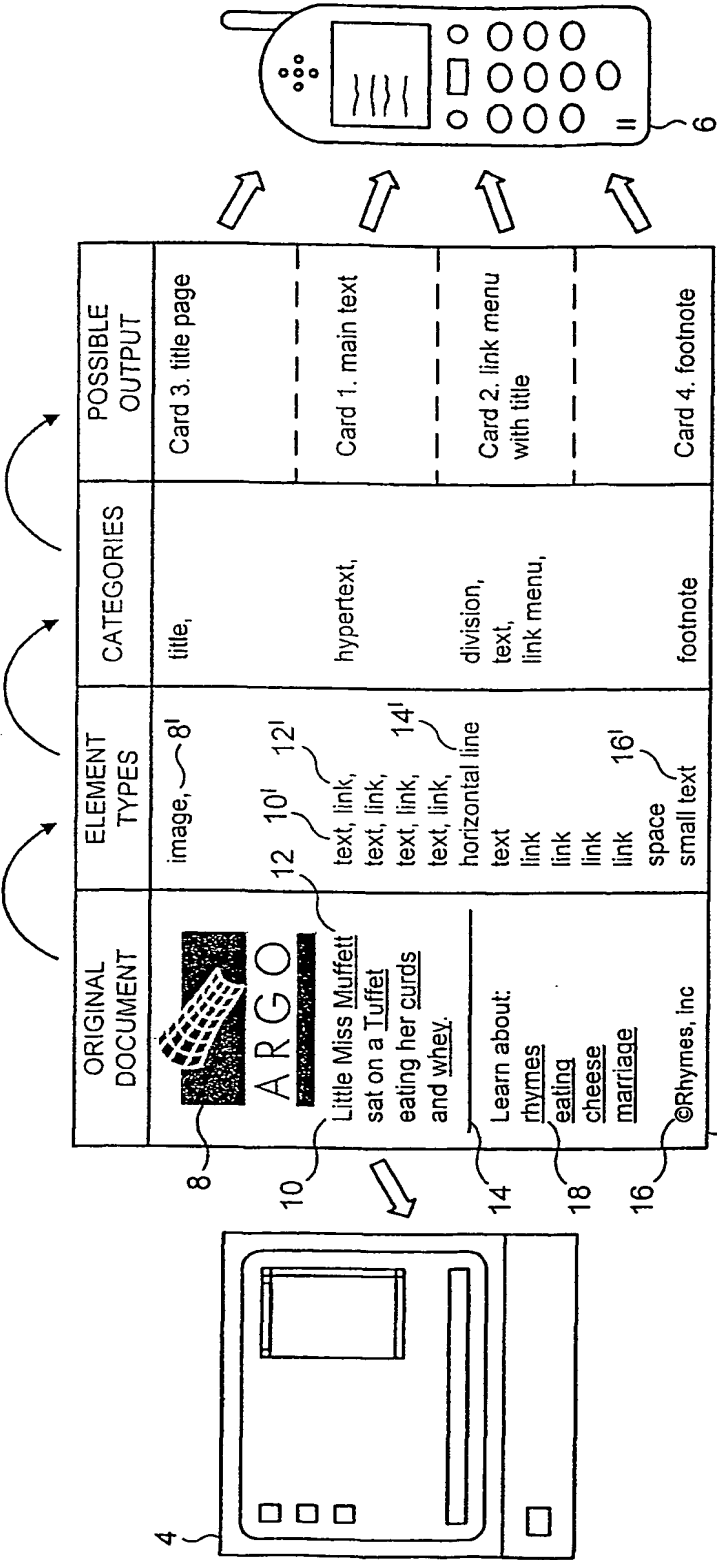 ORIGINAL
DOCUMENT
ELEMENT
TYPES
CATEGORIES
POSSIBLE
OUTPUT
ARGO
Little Miss Muffett
sat on a Tuffet
eating her curds
and whey.
Learn about:
rhymes
eating
cheese
marriage
©Rhymes, inc
image,
text, link,
text, link,
text, link,
text, link,
horizontal line
text
link
link
link
link
space
small text
title,
hypertext,
division,
text,
link menu,
footnote
Card 3. title page
Card 1. main text
Card 2. link menu
with title
Card 4. footnote
4
6
8
10
12
14
18
16
8'
10'
12'
14'
16'